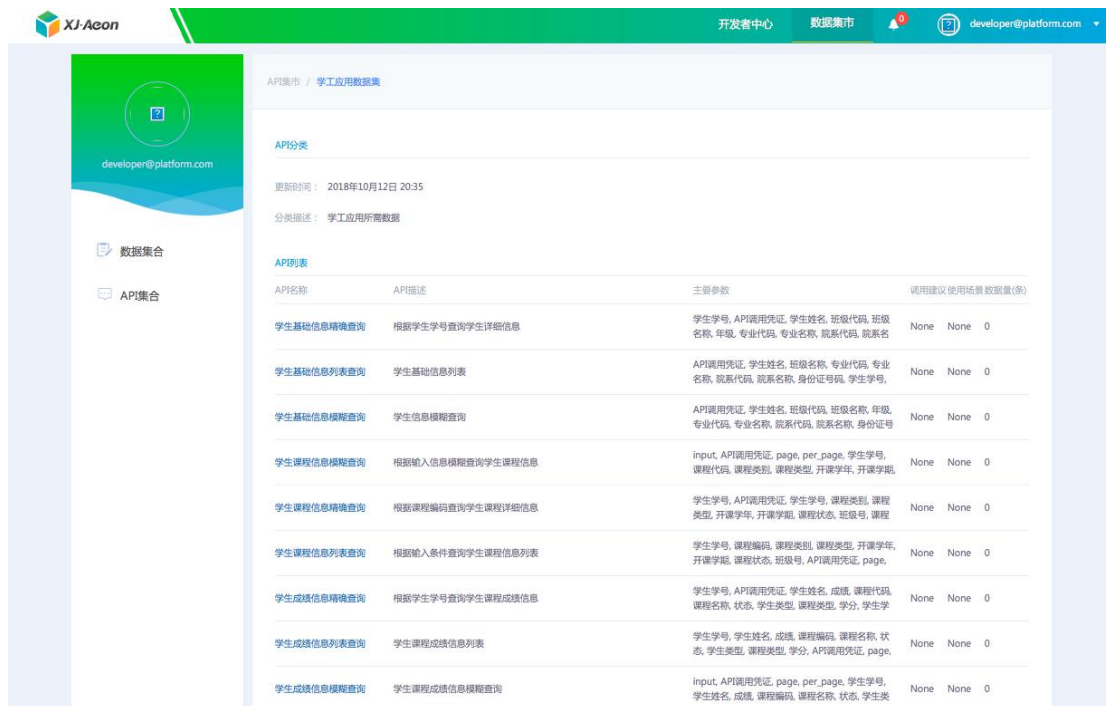 XJ·Aeon
开发者中心 数据集市 0 developer@platform.com
developer@platform.com
数据集合
API集合
API集市 / 学工应用数据集
API分类
更新时间： 2018年10月12日 20:35
分类描述： 学工应用所需数据
API列表
API名称 API描述 主要参数 调用建议 使用场景 数据量(条)
学生基础信息精确查询 根据学生学号查询学生详细信息 学生学号, API调用凭证, 学生姓名, 班级代码, 班级 None None 0
名称, 年级, 专业代码, 专业名称, 院系代码, 院系名
学生基础信息列表查询 学生基础信息列表 API调用凭证, 学生姓名, 班级名称, 专业代码, 专业 None None 0
名称, 院系代码, 院系名称, 身份证号码, 学生学号,
学生基础信息模糊查询 学生信息模糊查询 API调用凭证, 学生姓名, 班级代码, 班级名称, 年级, None None 0
专业代码, 专业名称, 院系代码, 院系名称, 身份证号
学生课程信息模糊查询 根据输入信息模糊查询学生课程信息 input, API调用凭证, page, per_page, 学生学号, None None 0
课程代码, 课程类别, 课程类型, 开课学年, 开课学期,
学生课程信息精确查询 根据课程编码查询学生课程详细信息 学生学号, API调用凭证, 学生学号, 课程类别, 课程 None None 0
类型, 开课学年, 开课学期, 课程状态, 班级号, 课程
学生课程信息列表查询 根据输入条件查询学生课程信息列表 学生学号, 课程编码, 课程类别, 课程类型, 开课学年, None None 0
开课学期, 课程状态, 班级号, API调用凭证, page,
学生成绩信息精确查询 根据学生学号查询学生课程成绩信息 学生学号, API调用凭证, 学生姓名, 成绩, 课程代码, None None 0
课程名称, 状态, 学生类型, 课程类型, 学分, 学生学
学生成绩信息列表查询 学生课程成绩信息列表 学生学号, 学生姓名, 成绩, 课程编码, 课程名称, 状 None None 0
态, 学生类型, 课程类型, 学分, API调用凭证, page,
学生成绩信息模糊查询 学生课程成绩信息模糊查询 input, API调用凭证, page, per_page, 学生学号, None None 0
学生姓名, 成绩, 课程编码, 课程名称, 状态, 学生类